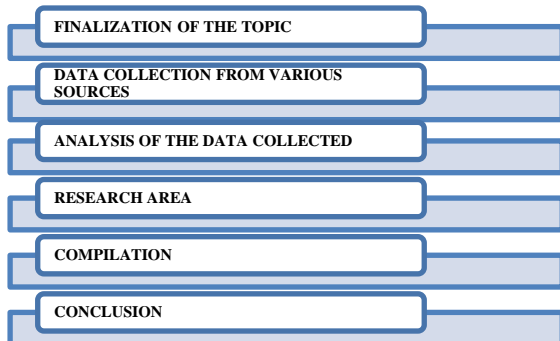 FINALIZATION OF THE TOPIC
DATA COLLECTION FROM VARIOUS
SOURCES
ANALYSIS OF THE DATA COLLECTED
RESEARCH AREA
COMPILATION
CONCLUSION